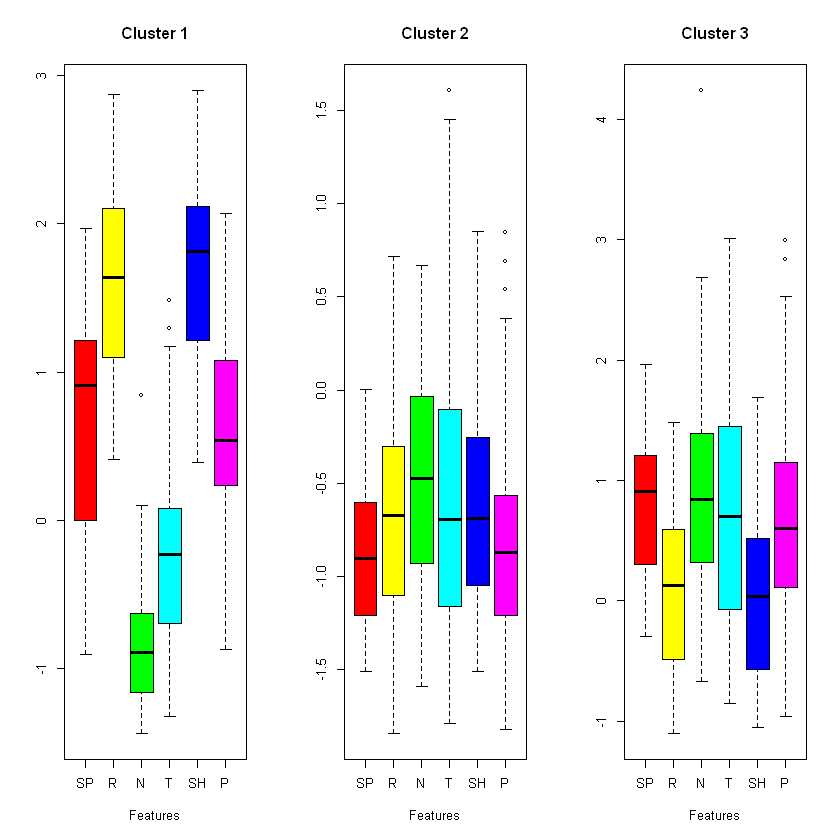 Cluster 1
3
2
1
0
-1
SP R N T SH P
Features
Cluster 2
1.5
1.0
0.5
0.0
-0.5
-1.0
-1.5
SP R N T SH P
Features
Cluster 3
4
3
2
1
0
-1
SP R N T SH P
Features